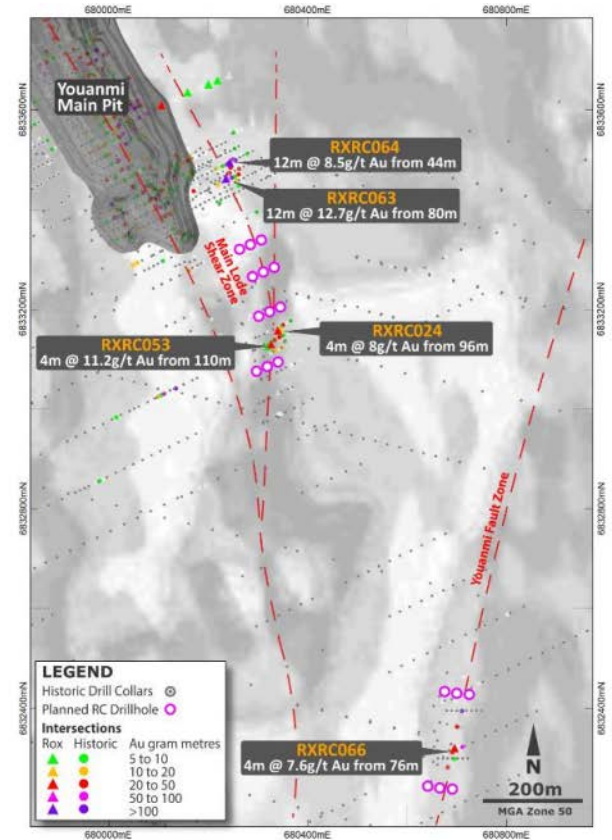 680000mE
680400mE
680800mE
Youanmi
Main Pit
6833600mN
6833600mN
RXRC064
12m @ 8.5g/t Au from 44m
RXRC063
12m @ 12.7g/t Au from 80m
Main Lode
Shear Zone
6833200mN
6833200mN
RXRC024
4m @ 8g/t Au from 96m
RXRC053
4m @ 11.2g/t Au from 110m
6832800mN
6832800mN
Youanmi Fault Zone
LEGEND
Historic Drill Collars
Planned RC Drillhole
Intersections
Rox Historic Au gram metres
5 to 10
10 to 20
20 to 50
50 to 100
>100
6832400mN
6832400mN
RXRC066
4m @ 7.6g/t Au from 76m
N
200m
MGA Zone 50
680000mE
680400mE
680800mE